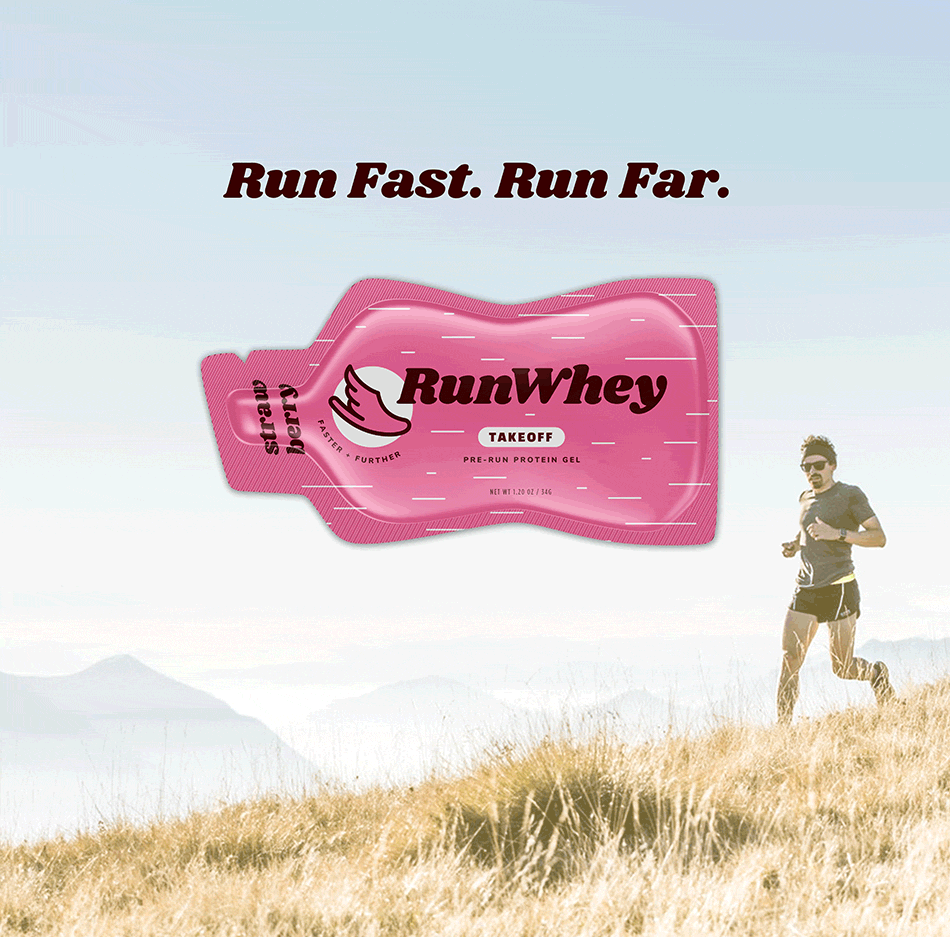 Run Fast. Run Far.
straw
berry
RunWhey
FASTER + FURTHER
TAKEOFF
PRE-RUN PROTEIN GEL
NET WT 1.20 OZ / 34G